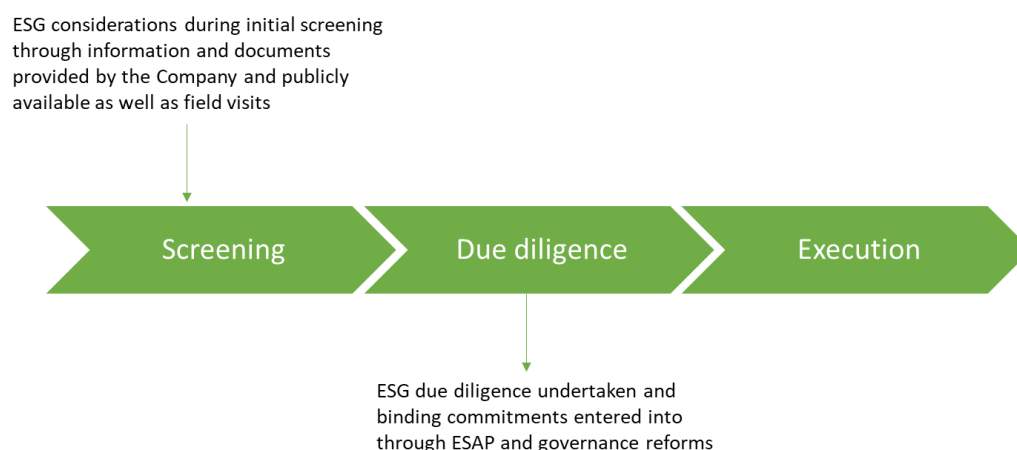 ESG considerations during initial screening
through information and documents
provided by the Company and publicly
available as well as field visits
Screening
Due diligence
Execution
ESG due diligence undertaken and
binding commitments entered into
through ESAP and governance reforms